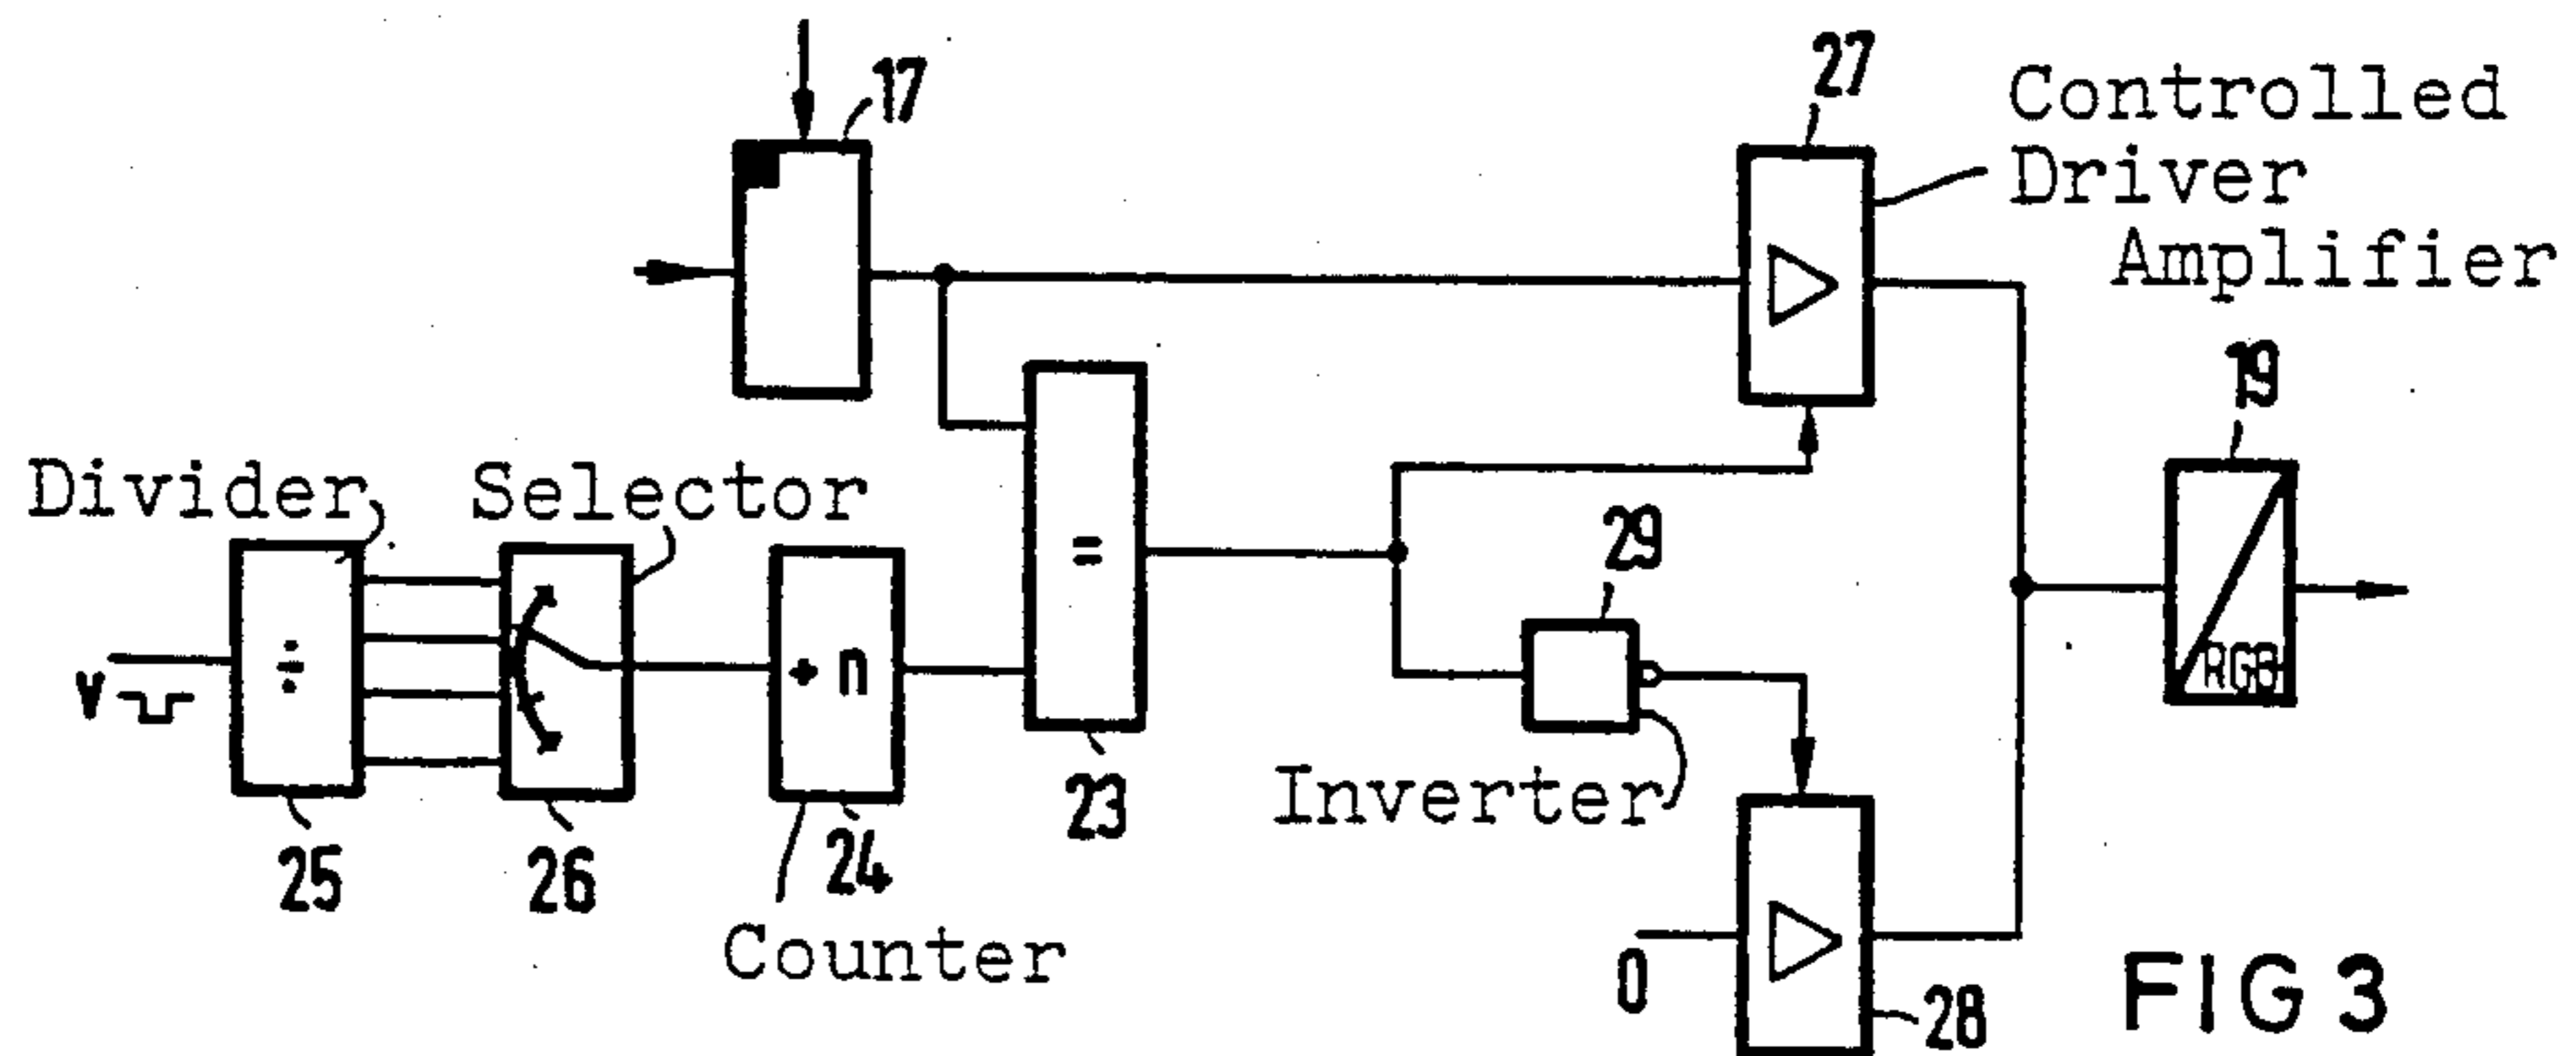 17
27
Controlled
Driver
Amplifier
19
Divider
Selector
=
29
÷
+ n
V
RGB
23
Inverter
25
26
24
Counter
0
28
FIG 3